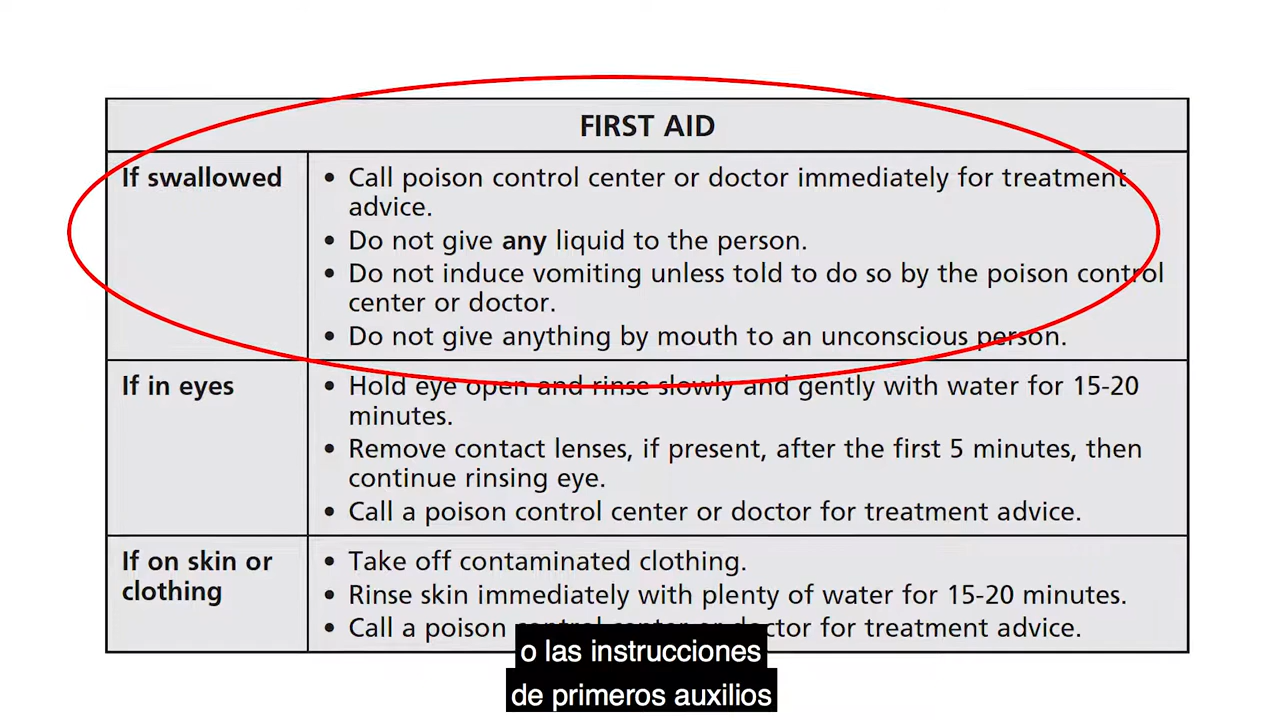 FIRST AID
If swallowed
• Call poison control center or doctor immediately for treatment
advice.
• Do not give any liquid to the person.
• Do not induce vomiting unless told to do so by the poison control
center or doctor.
• Do not give anything by mouth to an unconscious person.
If in eyes
• Hold eye open and rinse slowly and gently with water for 15-20
minutes.
• Remove contact lenses, if present, after the first 5 minutes, then
continue rinsing eye.
• Call a poison control center or doctor for treatment advice.
If on skin or
clothing
• Take off contaminated clothing.
• Rinse skin immediately with plenty of water for 15-20 minutes.
• Call a poison control center or doctor for treatment advice.
o las instrucciones
de primeros auxilios